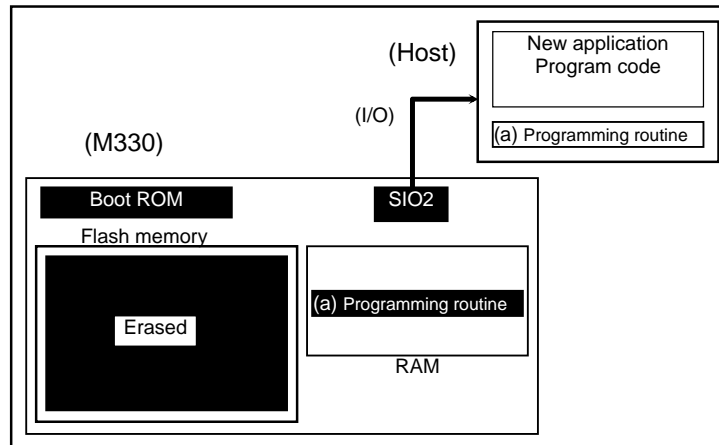 (Host)
New application
Program code
(a) Programming routine
(I/O)
(M330)
Boot ROM
SIO2
Flash memory
Erased
(a) Programming routine
RAM